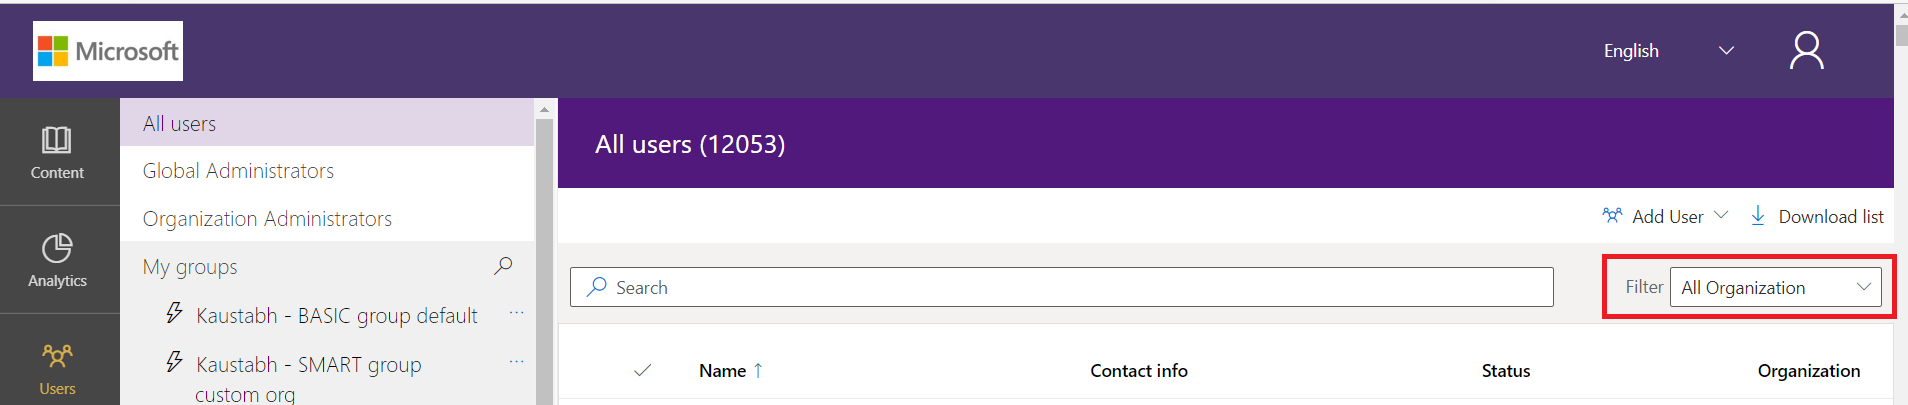 Microsoft
English
Content
Analytics
Users
All users
Global Administrators
Organization Administrators
My groups
Kaustabh - BASIC group default
...
Kaustabh - SMART group
custom org
...
All users (12053)
Add User
Download list
Search
Filter
All Organization
Name ↑
Contact info
Status
Organization